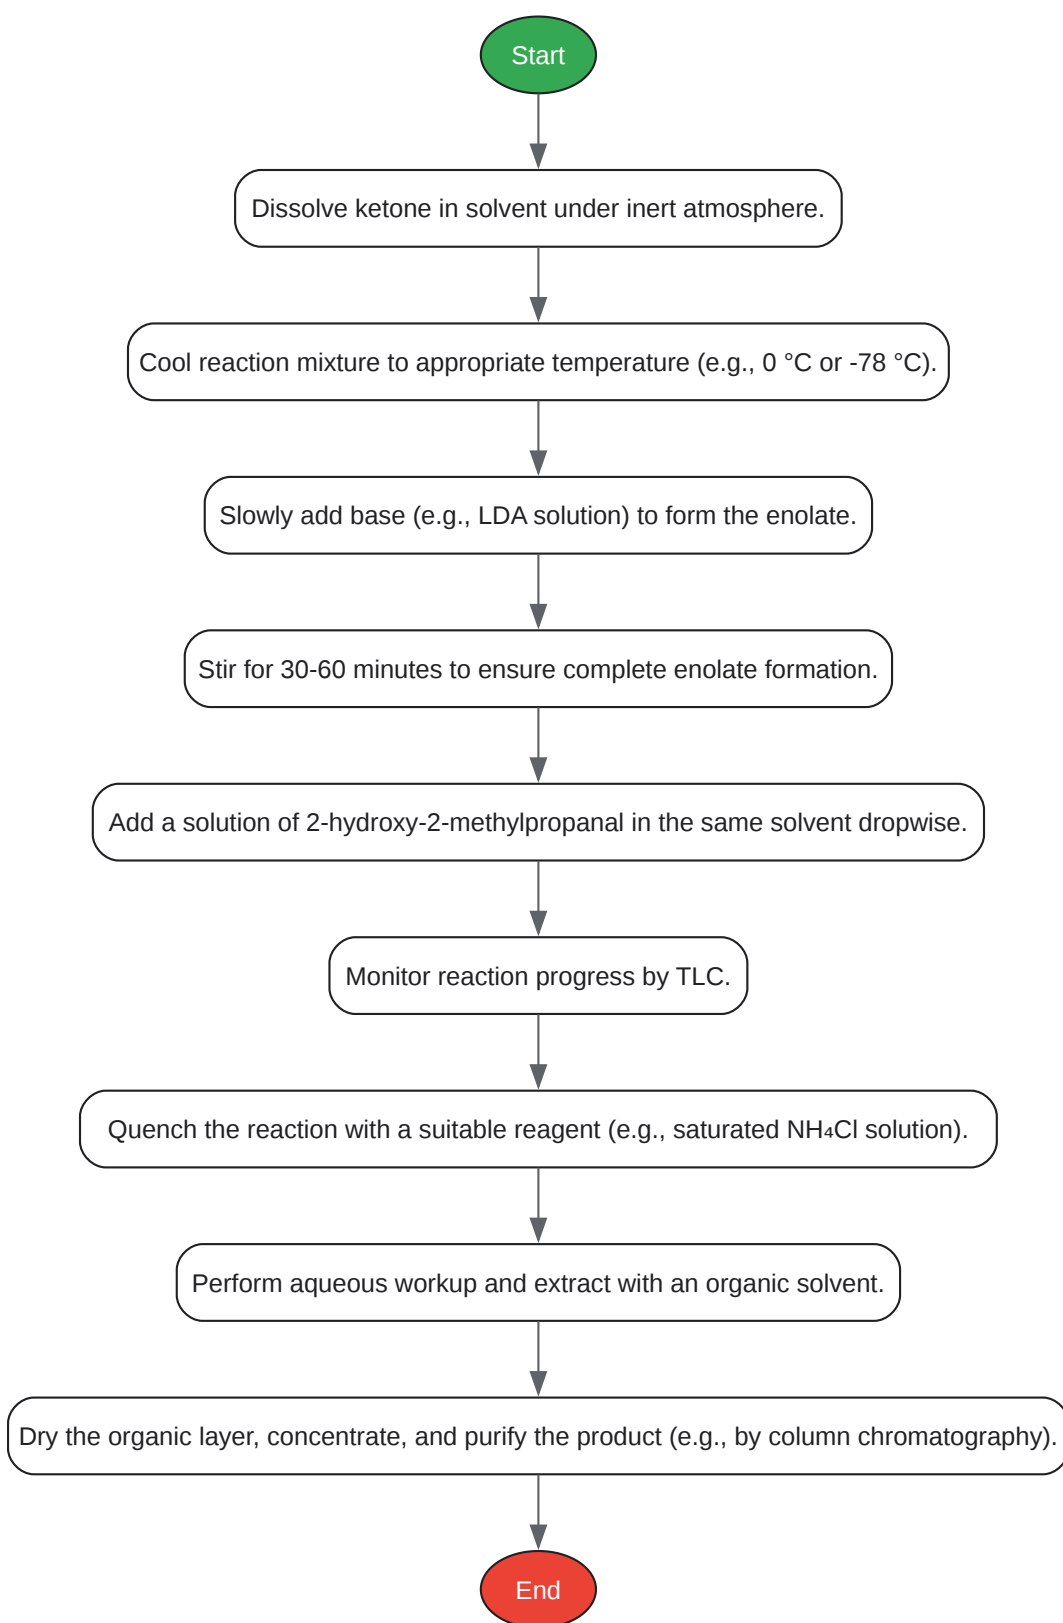 Start
Dissolve ketone in solvent under inert atmosphere.
Cool reaction mixture to appropriate temperature (e.g., 0 °C or -78 °C).
Slowly add base (e.g., LDA solution) to form the enolate.
Stir for 30-60 minutes to ensure complete enolate formation.
Add a solution of 2-hydroxy-2-methylpropanal in the same solvent dropwise.
Monitor reaction progress by TLC.
Quench the reaction with a suitable reagent (e.g., saturated NH₄Cl solution).
Perform aqueous workup and extract with an organic solvent.
Dry the organic layer, concentrate, and purify the product (e.g., by column chromatography).
End